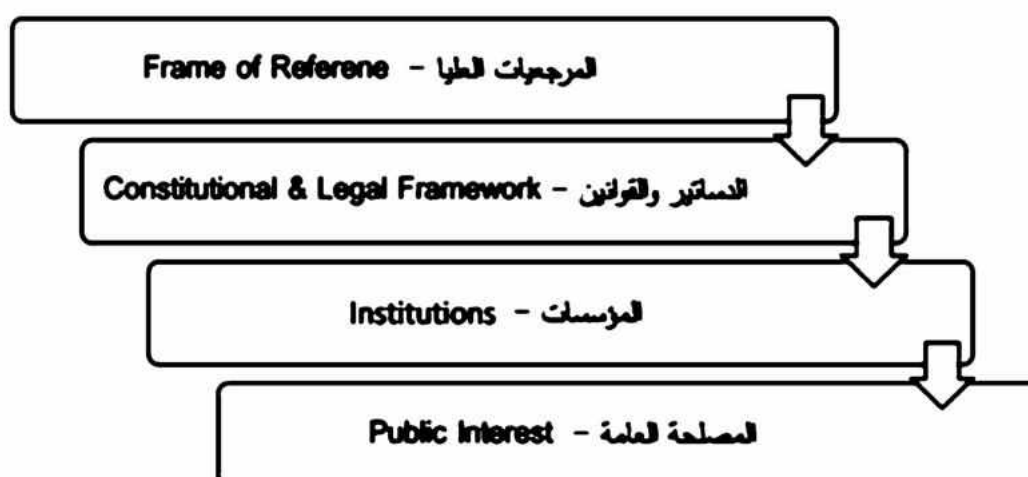 Frame of Referene - المرجعيات العليا
Constitutional & Legal Framework - الدساتير والقوانين
Institutions - المؤسسات
Public Interest - المصلحة العامة